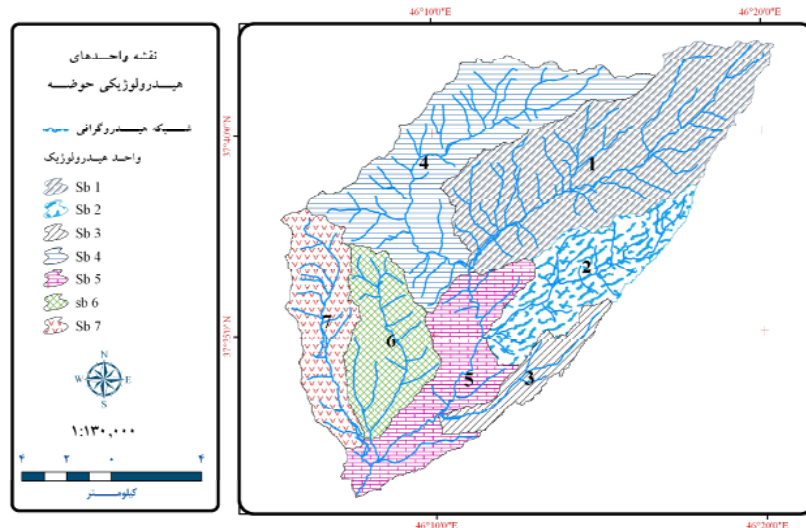 نقشه واحدهای
هیدرولوژیکی حوضه
شبکه هیدروگرافی
واحد هیدرولوژیک
Sb 1
Sb 2
Sb 3
Sb 4
Sb 5
sb 6
Sb 7
N
W E
S
۱:۱۳۰,۰۰۰
۴ ۲ ۰ ۴
کیلومتر
46°10'0"E 46°20'0"E
37°40'0"N
37°35'0"N
4
1
2
7
6
5
3
46°10'0"E 46°20'0"E